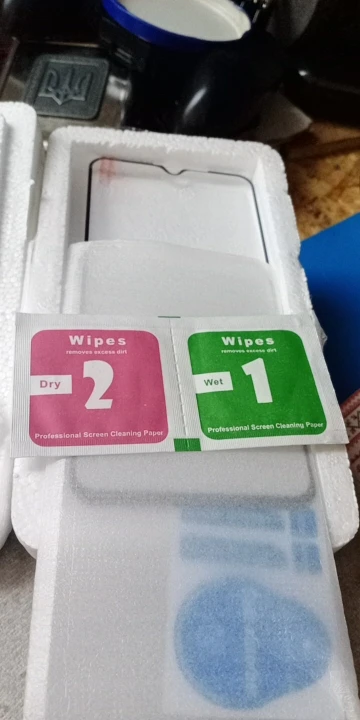 Wipes
removes excess dirt
Dry
2
Professional Screen Cleaning Paper
Wipes
removes excess dirt
Wet
1
Professional Screen Cleaning Paper